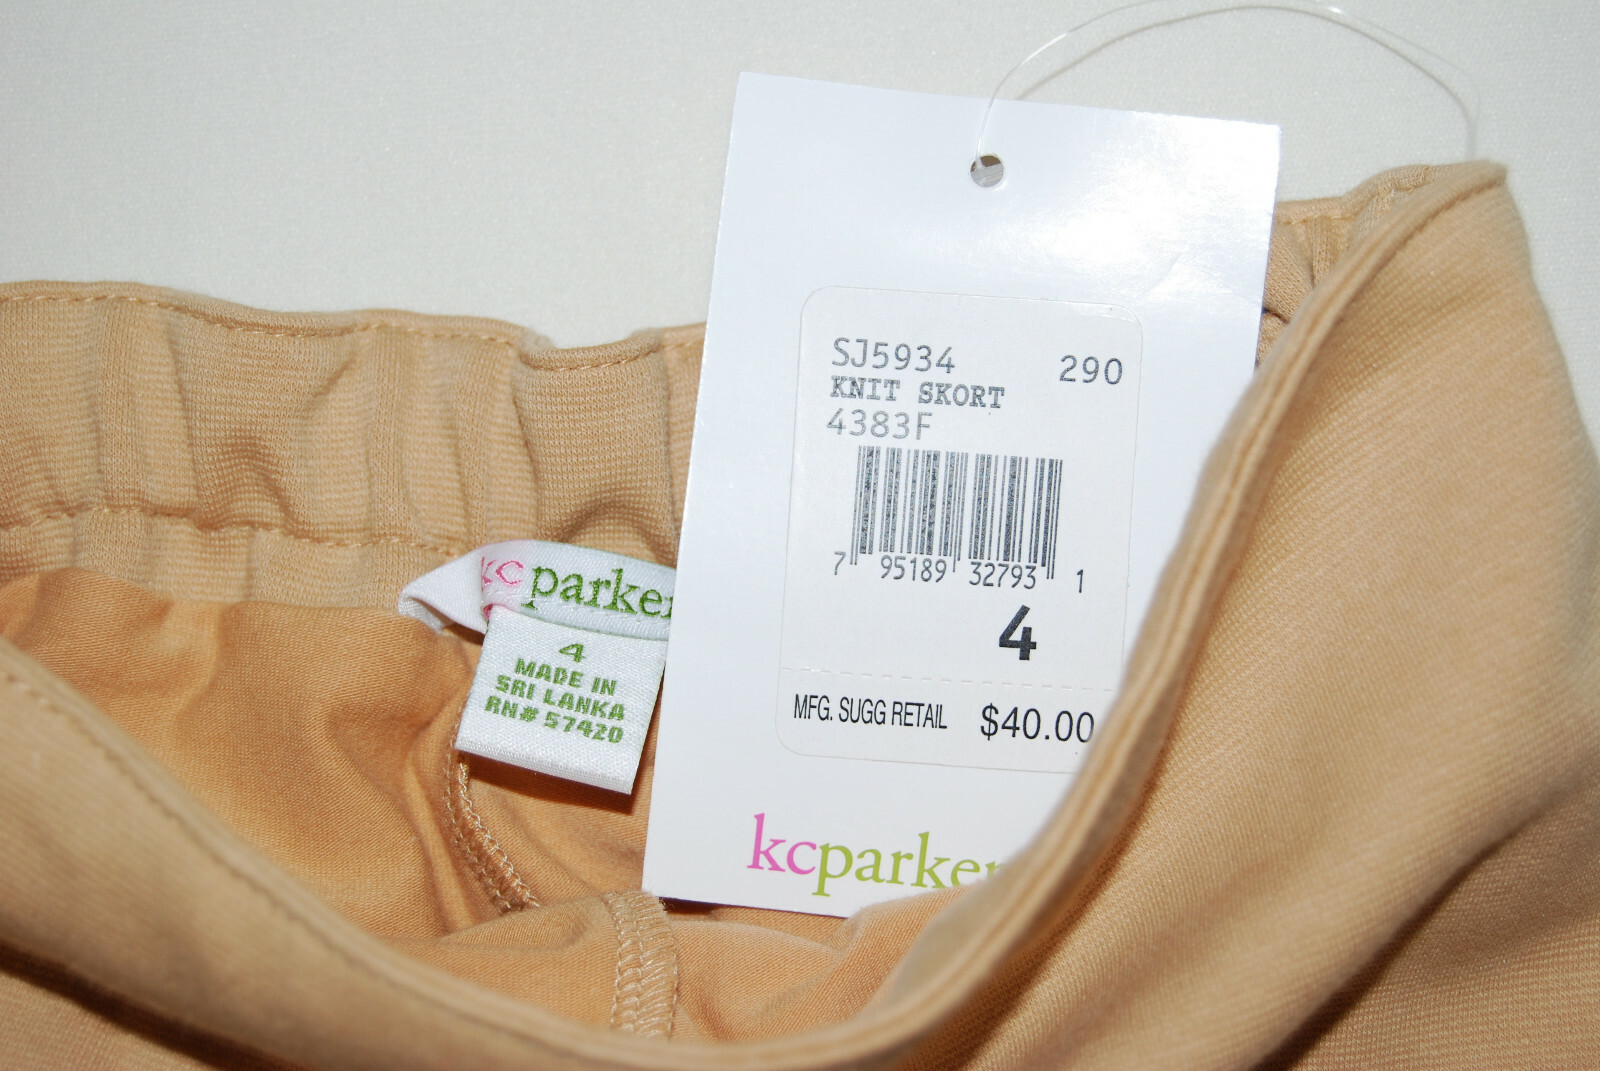 SJ5934 290
KNIT SKORT
4383F
7 95189 32793 1
4
MFG. SUGG RETAIL $40.00
kcparker
kcparker
4
MADE IN
SRI LANKA
RN# 57420